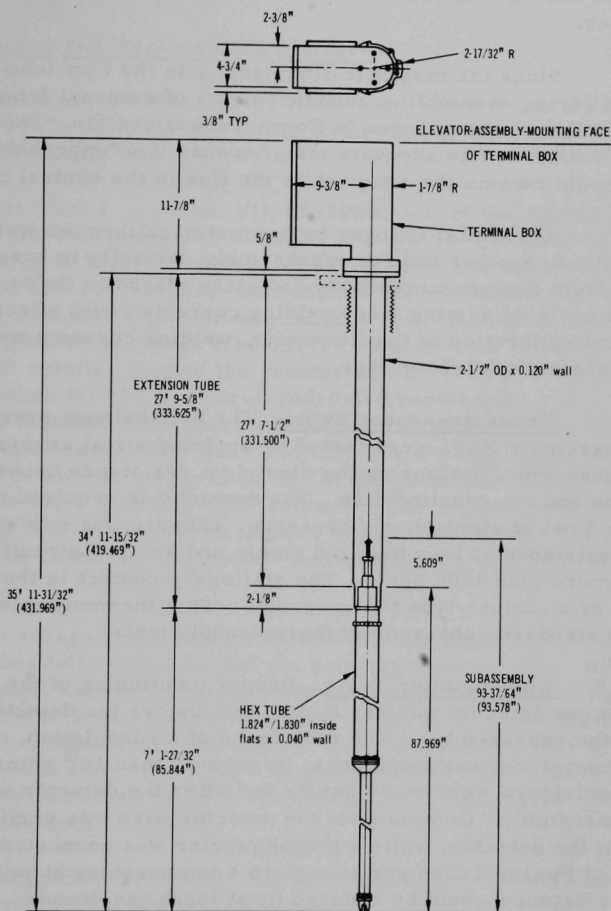 2-3/8"
4-3/4"
2-17/32" R
3/8" TYP
ELEVATOR-ASSEMBLY-MOUNTING FACE
OF TERMINAL BOX
9-3/8"
1-7/8" R
11-7/8"
TERMINAL BOX
5/8"
2-1/2" OD x 0.120" wall
EXTENSION TUBE
27' 9-5/8"
(333.625")
27' 7-1/2"
(331.500")
34' 11-15/32"
(419.469")
5.609"
35' 11-31/32"
(431.969")
2-1/8"
SUBASSEMBLY
93-37/64"
(93.578")
HEX TUBE
1.824"/1.830" inside
flats x 0.040" wall
87.969"
7' 1-27/32"
(85.844")